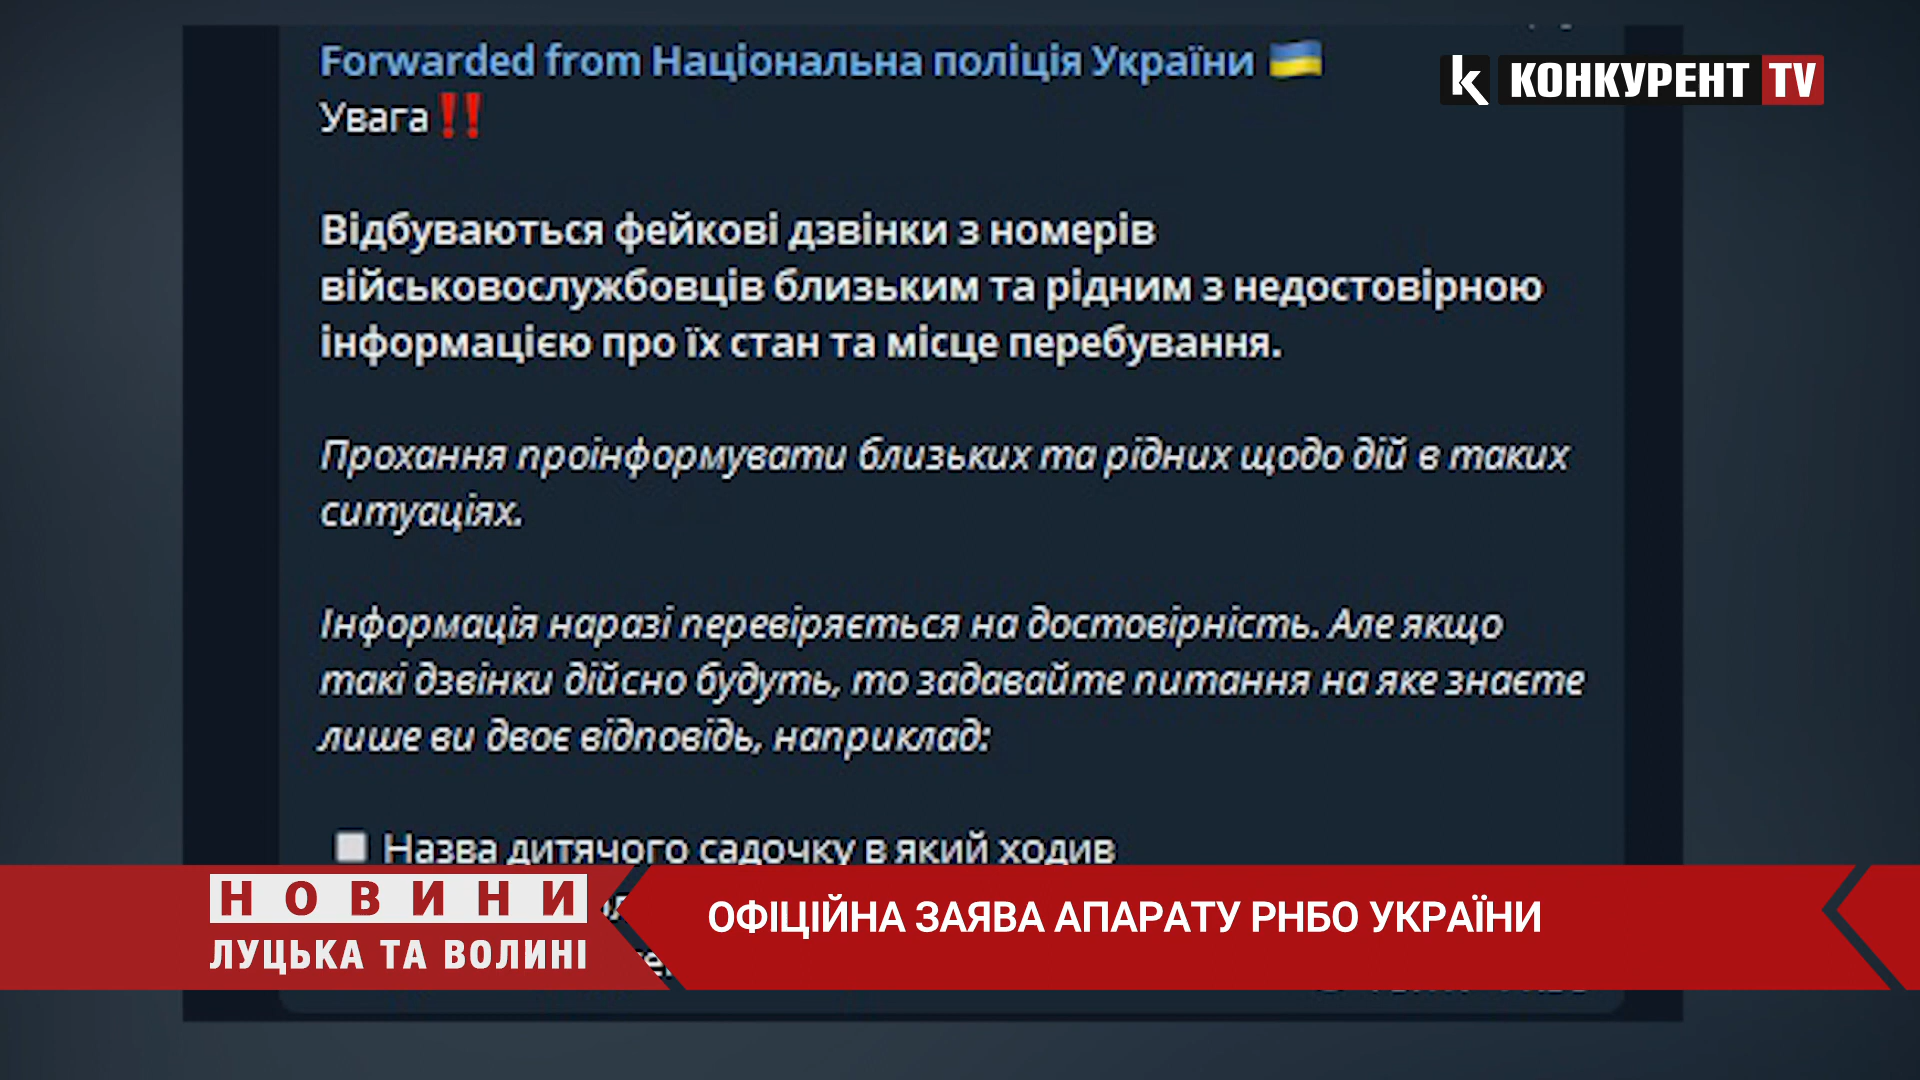 Forwarded from Національна поліція України
Увага‼
Відбуваються фейкові дзвінки з номерів
військовослужбовців близьким та рідним з недостовірною
інформацією про їх стан та місце перебування.
Прохання проінформувати близьких та рідних щодо дій в таких
ситуаціях.
Інформація наразі перевіряється на достовірність. Але якщо
такі дзвінки дійсно будуть, то задавайте питання на яке знаєте
лише ви двоє відповідь, наприклад:
Назва дитячого садочку в який ходив
k КОНКУРЕНТ TV
НОВИНИ
ЛУЦЬКА ТА ВОЛИНІ
ОФІЦІЙНА ЗАЯВА АПАРАТУ РНБО УКРАЇНИ